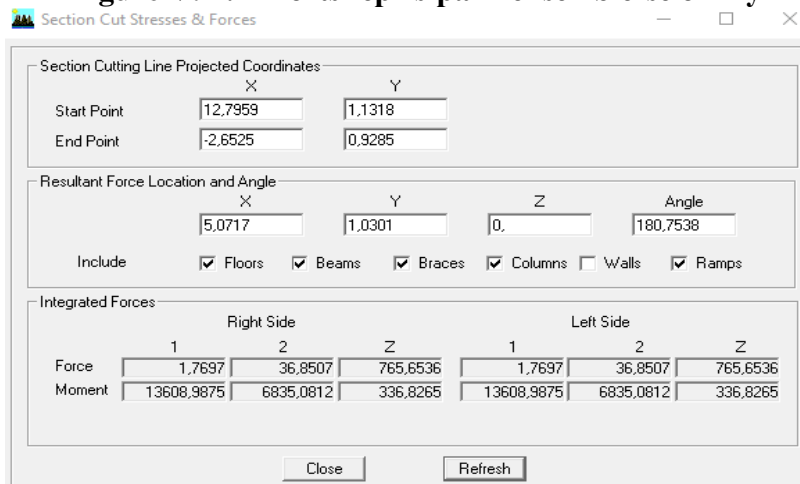 Section Cut Stresses & Forces
Section Cutting Line Projected Coordinates
X Y
Start Point 12,7959 1,1318
End Point -2,6525 0,9285
Resultant Force Location and Angle
X Y Z Angle
5,0717 1,0301 0, 180,7538
Include Floors Beams Braces Columns Walls Ramps
Integrated Forces
Right Side Left Side
1 2 Z 1 2 Z
Force 1,7697 36,8507 765,6536 1,7697 36,8507 765,6536
Moment 13608,9875 6835,0812 336,8265 13608,9875 6835,0812 336,8265
Close Refresh